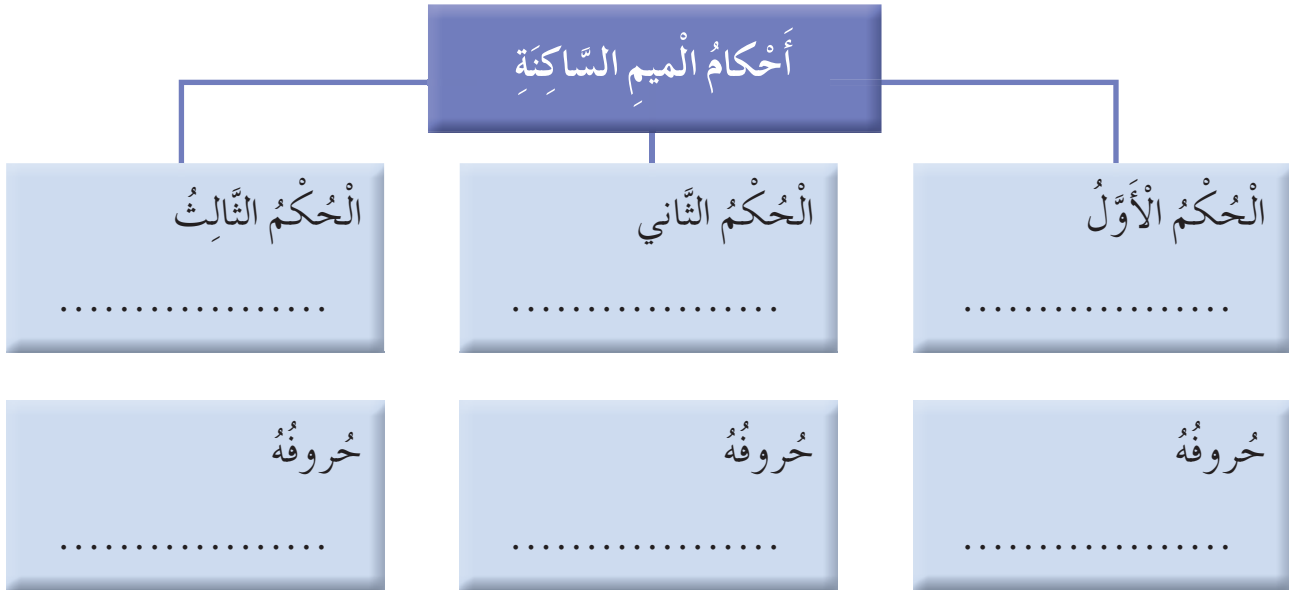 أَحْكامُ الْميمِ السَّاكِنَةِ
الْحُكْمُ الْأَوَّلُ
..................
الْحُكْمُ الثَّاني
..................
الْحُكْمُ الثَّالِثُ
..................
حُروفُهُ
..................
حُروفُهُ
..................
حُروفُهُ
..................